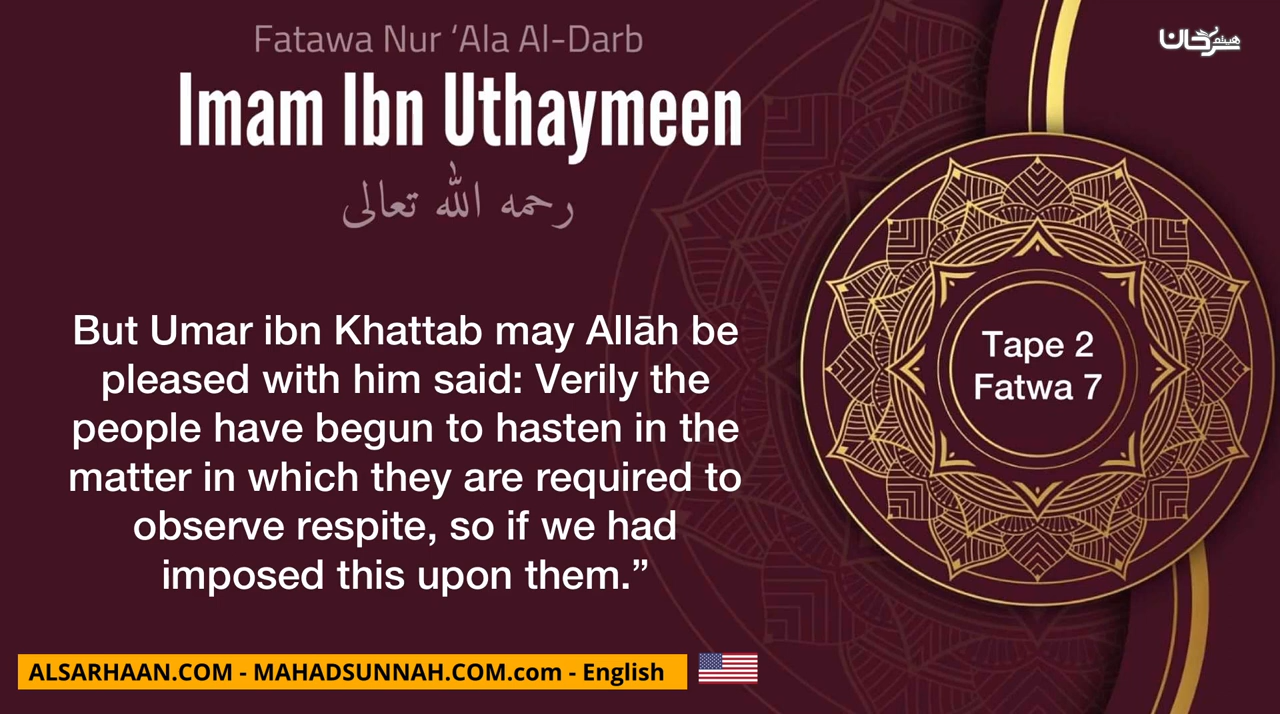 Fatawa Nur ‘Ala Al-Darb
هيثم سرحان
Imam Ibn Uthaymeen
رحمه الله تعالى
But Umar ibn Khattab may Allāh be
pleased with him said: Verily the
people have begun to hasten in the
matter in which they are required to
observe respite, so if we had
imposed this upon them.”
Tape 2
Fatwa 7
ALSARHAAN.COM - MAHADSUNNAH.COM.com - English